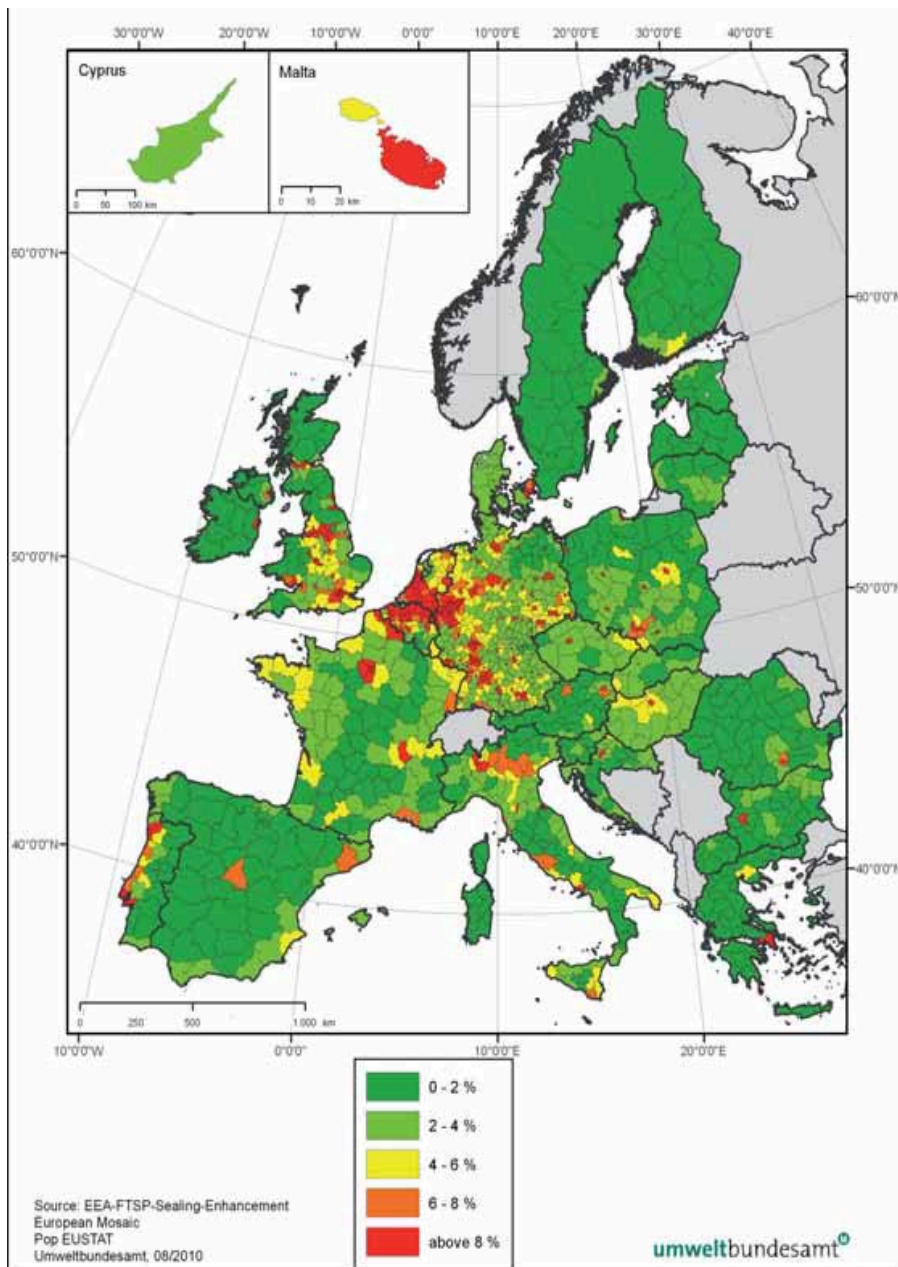 30°0'0"W
20°0'0"W
10°0'0"W
0°0'0"
10°0'0"E
20°0'0"E
30°0'0"E
40°0'0"E
Cyprus
0 50 100 km
Malta
0 10 20 km
60°0'0"N
60°0'0"N
50°0'0"N
50°0'0"N
40°0'0"N
40°0'0"N
0 250 500 1.000 km
10°0'0"W
0°0'0"
10°0'0"E
20°0'0"E
0 - 2 %
2 - 4 %
4 - 6 %
6 - 8 %
above 8 %
Source: EEA-FTSP-Sealing-Enhancement
European Mosaic
Pop EUSTAT
Umweltbundesamt, 08/2010
umweltbundesamt U